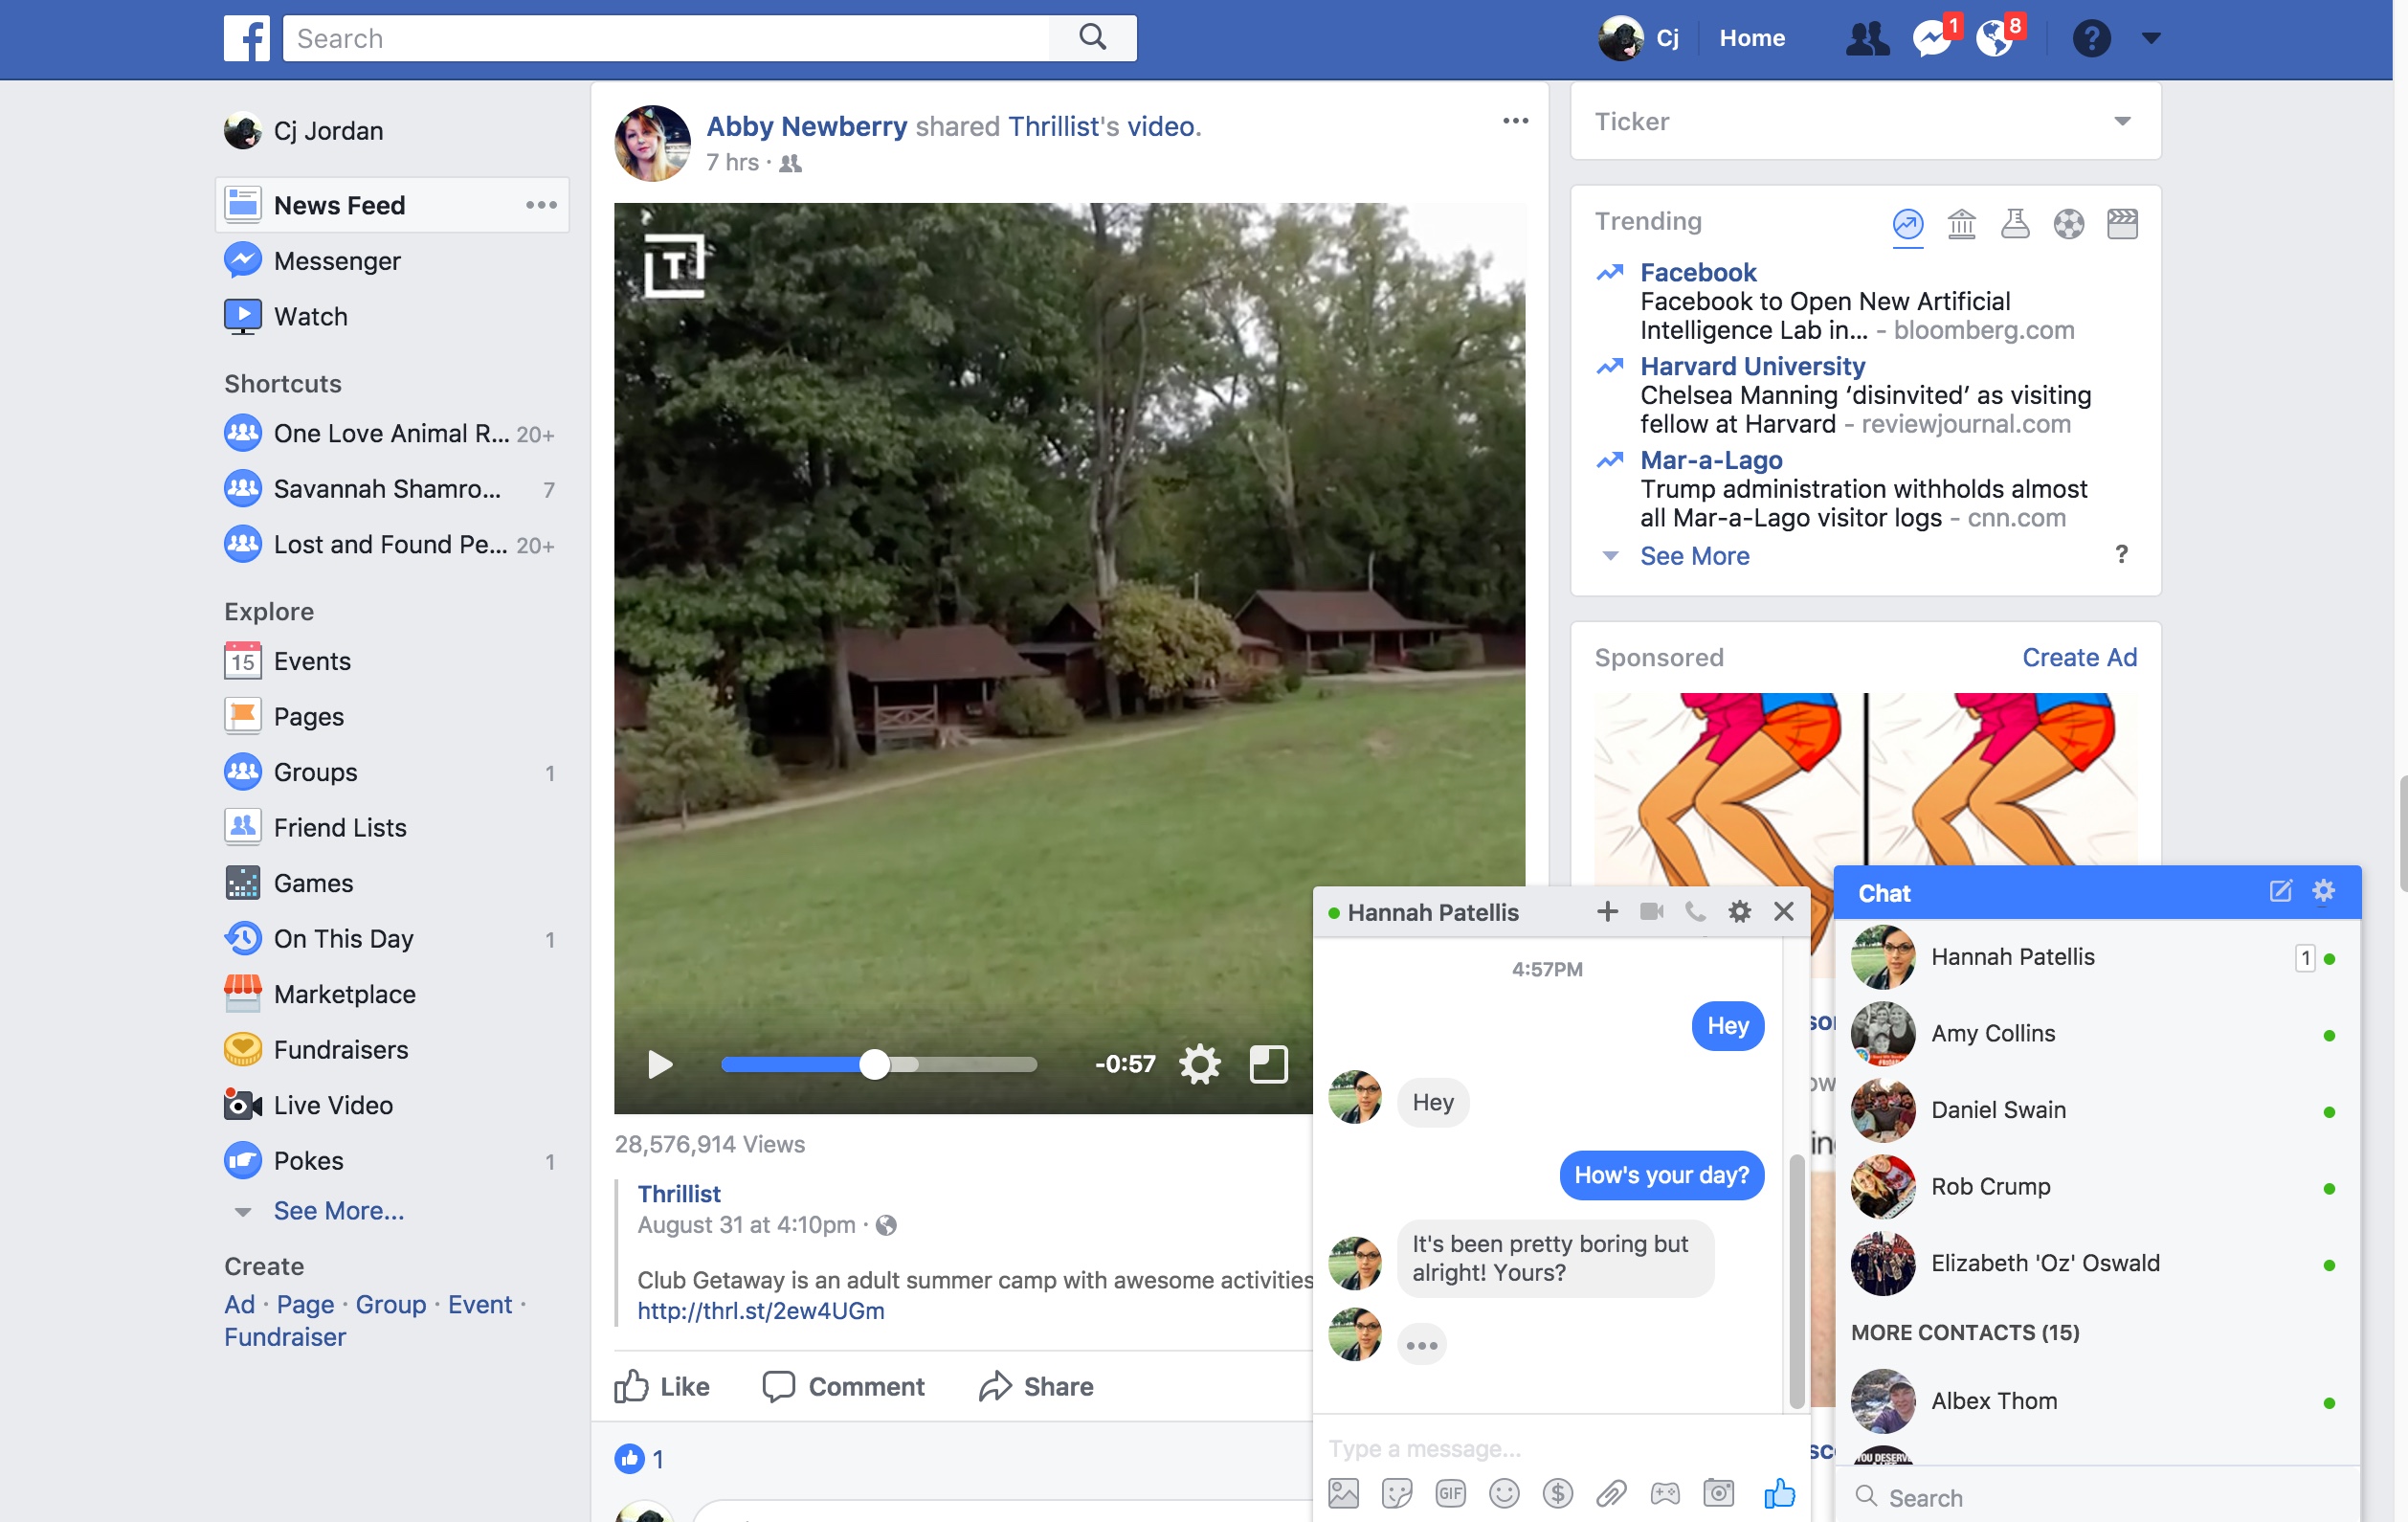 Search
Cj
Home
1
8
?
Cj Jordan
News Feed
Messenger
Watch
Shortcuts
One Love Animal R... 20+
Savannah Shamro... 7
Lost and Found Pe... 20+
Explore
15 Events
Pages
Groups 1
Friend Lists
Games
On This Day 1
Marketplace
Fundraisers
Live Video
Pokes 1
See More...
Create
Ad · Page · Group · Event ·
Fundraiser
Abby Newberry shared Thrillist's video.
7 hrs ·
T
-0:57
28,576,914 Views
Thrillist
August 31 at 4:10pm ·
Club Getaway is an adult summer camp with awesome activities
http://thrl.st/2ew4UGm
Like Comment Share
1
Ticker
Trending
Facebook
Facebook to Open New Artificial
Intelligence Lab in... - bloomberg.com
Harvard University
Chelsea Manning ‘disinvited’ as visiting
fellow at Harvard - reviewjournal.com
Mar-a-Lago
Trump administration withholds almost
all Mar-a-Lago visitor logs - cnn.com
See More ?
Sponsored Create Ad
Hannah Patellis
4:57PM
Hey
Hey
How's your day?
It's been pretty boring but
alright! Yours?
Type a message...
GIF
$
Chat
Hannah Patellis 1
Amy Collins
Daniel Swain
Rob Crump
Elizabeth 'Oz' Oswald
MORE CONTACTS (15)
Albex Thom
YOU DESERV
Search